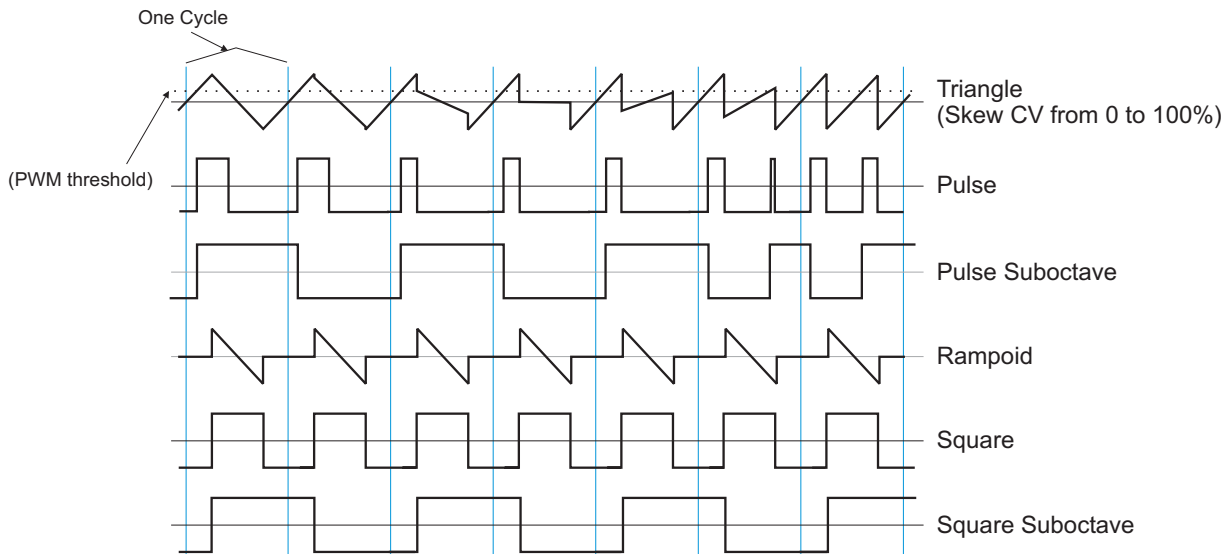 One Cycle
Triangle
(Skew CV from 0 to 100%)
(PWM threshold)
Pulse
Pulse Suboctave
Rampoid
Square
Square Suboctave